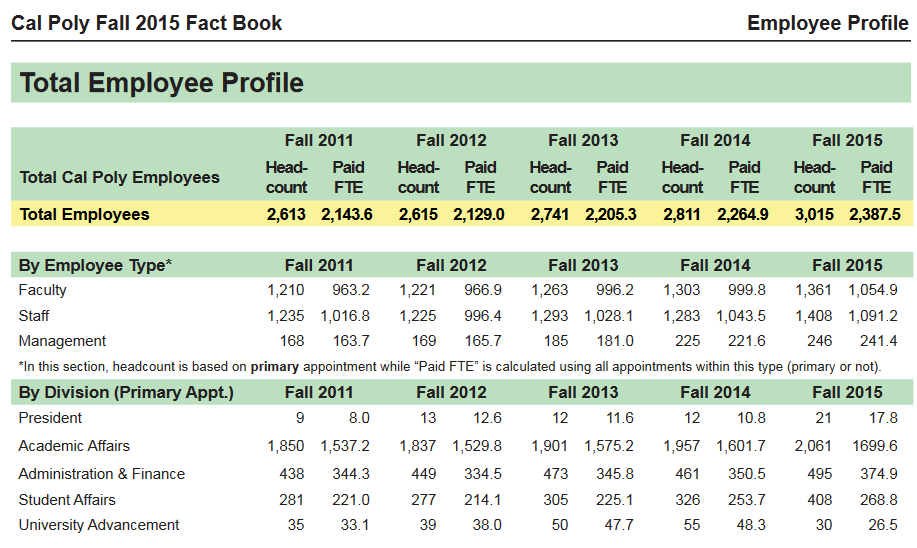 Cal Poly Fall 2015 Fact Book Employee Profile
Total Employee Profile
Fall 2011 Fall 2012 Fall 2013 Fall 2014 Fall 2015
Total Cal Poly Employees Head-count Paid FTE Head-count Paid FTE Head-count Paid FTE Head-count Paid FTE Head-count Paid FTE
Total Employees 2,613 2,143.6 2,615 2,129.0 2,741 2,205.3 2,811 2,264.9 3,015 2,387.5
By Employee Type* Fall 2011 Fall 2012 Fall 2013 Fall 2014 Fall 2015
Faculty 1,210 963.2 1,221 966.9 1,263 996.2 1,303 999.8 1,361 1,054.9
Staff 1,235 1,016.8 1,225 996.4 1,293 1,028.1 1,283 1,043.5 1,408 1,091.2
Management 168 163.7 169 165.7 185 181.0 225 221.6 246 241.4
*In this section, headcount is based on primary appointment while “Paid FTE” is calculated using all appointments within this type (primary or not).
By Division (Primary Appt.) Fall 2011 Fall 2012 Fall 2013 Fall 2014 Fall 2015
President 9 8.0 13 12.6 12 11.6 12 10.8 21 17.8
Academic Affairs 1,850 1,537.2 1,837 1,529.8 1,901 1,575.2 1,957 1,601.7 2,061 1699.6
Administration & Finance 438 344.3 449 334.5 473 345.8 461 350.5 495 374.9
Student Affairs 281 221.0 277 214.1 305 225.1 326 253.7 408 268.8
University Advancement 35 33.1 39 38.0 50 47.7 55 48.3 30 26.5